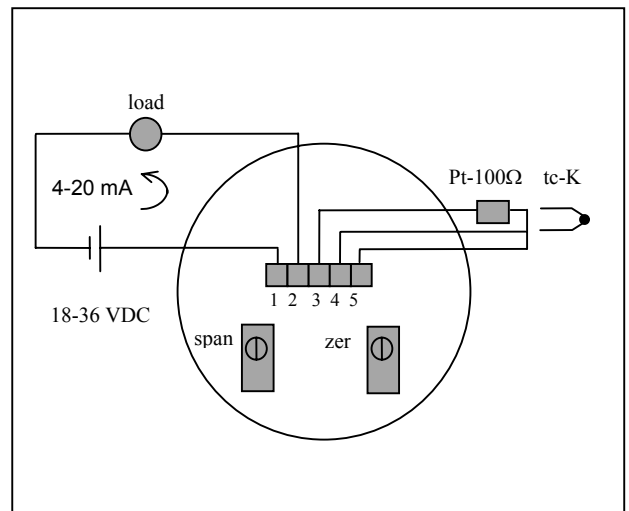 load
Pt-100Ω tc-K
4-20 mA
18-36 VDC
1 2 3 4 5
span zer